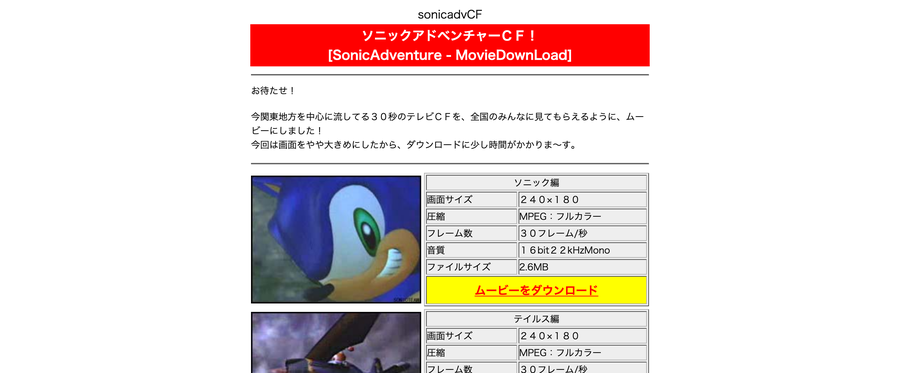 sonicadvCF
ソニックアドベンチャーＣＦ！
[SonicAdventure - MovieDownLoad]
お待たせ！
今関東地方を中心に流してる３０秒のテレビＣＦを、全国のみんなに見てもらえるように、ムー
ビーにしました！
今回は画面をやや大きめにしたから、ダウンロードに少し時間がかかりま〜す。
ソニック編
画面サイズ ２４０×１８０
圧縮 MPEG：フルカラー
フレーム数 ３０フレーム/秒
音質 １６bit２２kHzMono
ファイルサイズ 2.6MB
ムービーをダウンロード
テイルス編
画面サイズ ２４０×１８０
圧縮 MPEG：フルカラー
フレーム数 ３０フレーム/秒